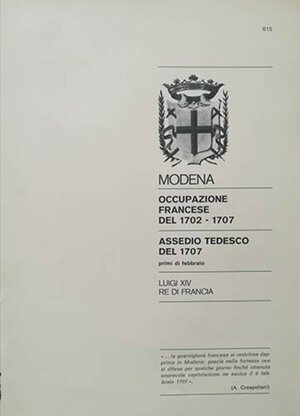 615
MODENA
OCCUPAZIONE
FRANCESE
DEL 1702 - 1707
ASSEDIO TEDESCO
DEL 1707
primi di febbraio
LUIGI XIV
RE DI FRANCIA
« ... la guarnigione francese si restrinse dap-
prima in Modena; poscia nella fortezza ove
si difese per qualche giorno finché ottenuta
onorevole capitolazione ne esciva il 6 feb-
braio 1707 ».
(A. Crespellani)